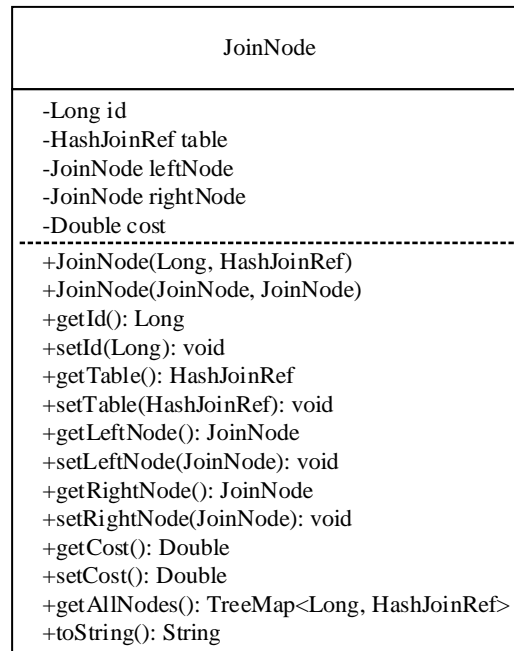 JoinNode
-Long id
-HashJoinRef table
-JoinNode leftNode
-JoinNode rightNode
-Double cost
+JoinNode(Long, HashJoinRef)
+JoinNode(JoinNode, JoinNode)
+getId(): Long
+setId(Long): void
+getTable(): HashJoinRef
+setTable(HashJoinRef): void
+getLeftNode(): JoinNode
+setLeftNode(JoinNode): void
+getRightNode(): JoinNode
+setRightNode(JoinNode): void
+getCost(): Double
+setCost(): Double
+getAllNodes(): TreeMap<Long, HashJoinRef>
+toString(): String